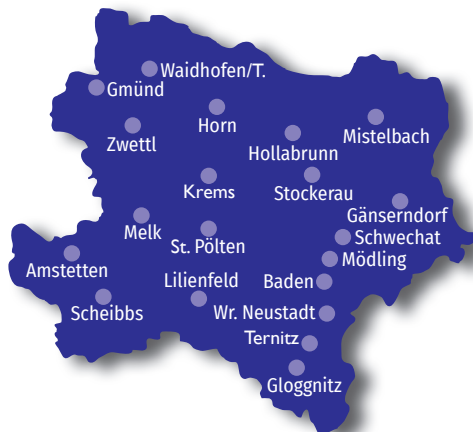 Waidhofen/T.
Gmünd
Horn
Mistelbach
Zwettl
Hollabrunn
Krems
Stockerau
Gänserndorf
Melk
Schwechat
St. Pölten
Mödling
Amstetten
Lilienfeld
Baden
Scheibbs
Wr. Neustadt
Ternitz
Gloggnitz